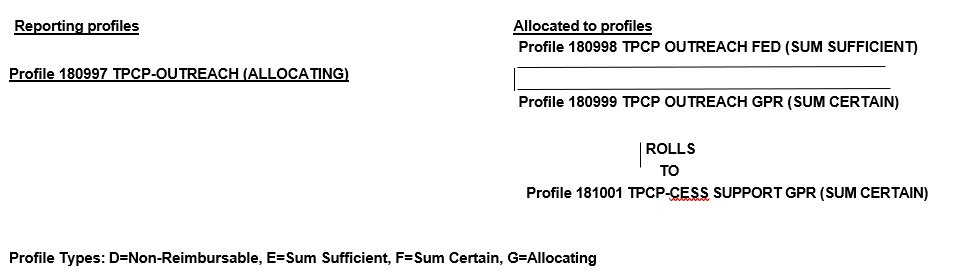 Reporting profiles
Allocated to profiles
Profile 180998 TPCP OUTREACH FED (SUM SUFFICIENT)
Profile 180997 TPCP-OUTREACH (ALLOCATING)
Profile 180999 TPCP OUTREACH GPR (SUM CERTAIN)
ROLLS
TO
Profile 181001 TPCP-CESS SUPPORT GPR (SUM CERTAIN)
Profile Types: D=Non-Reimbursable, E=Sum Sufficient, F=Sum Certain, G=Allocating